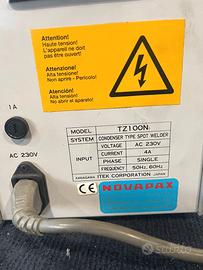 Attention!
Haute tension!
L'appareil ne doit
pas être ouvert!
Attenzione!
Alta tensione!
Non aprire - Pericolo!
Atención!
Alta tensión!
No abrir el aparato!
1A
AC 230V
MODEL TZ100N
SYSTEM CONDENSER TYPE SPOT WELDER
INPUT
VOLTAGE AC 230V
CURRENT 4A
PHASE SINGLE
FREQUENCY 50Hz, 60Hz
KANAGAWA ITEK CORPORATION JAPAN
CE NOVAPAX